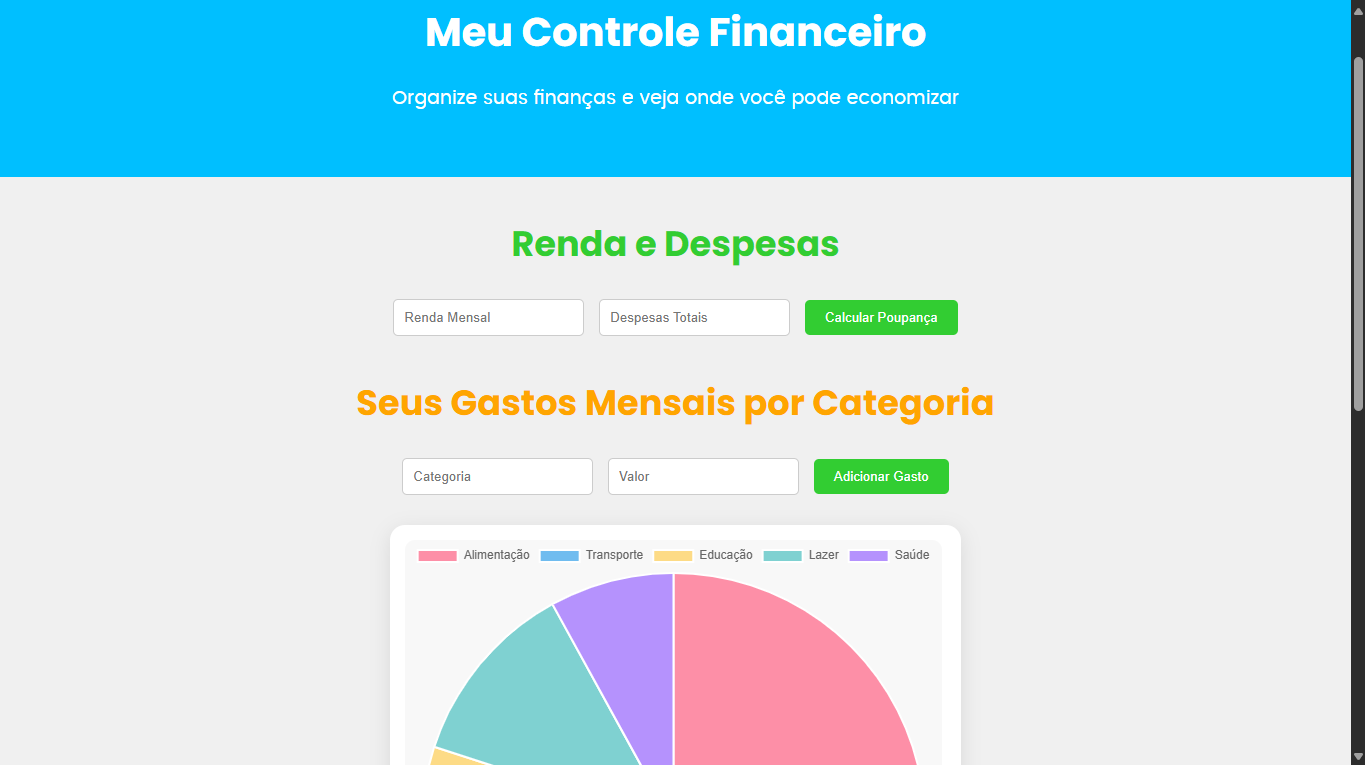 Meu Controle Financeiro
Organize suas finanças e veja onde você pode economizar
Renda e Despesas
Renda Mensal Despesas Totais Calcular Poupança
Seus Gastos Mensais por Categoria
Categoria Valor Adicionar Gasto
Alimentação Transporte Educação Lazer Saúde